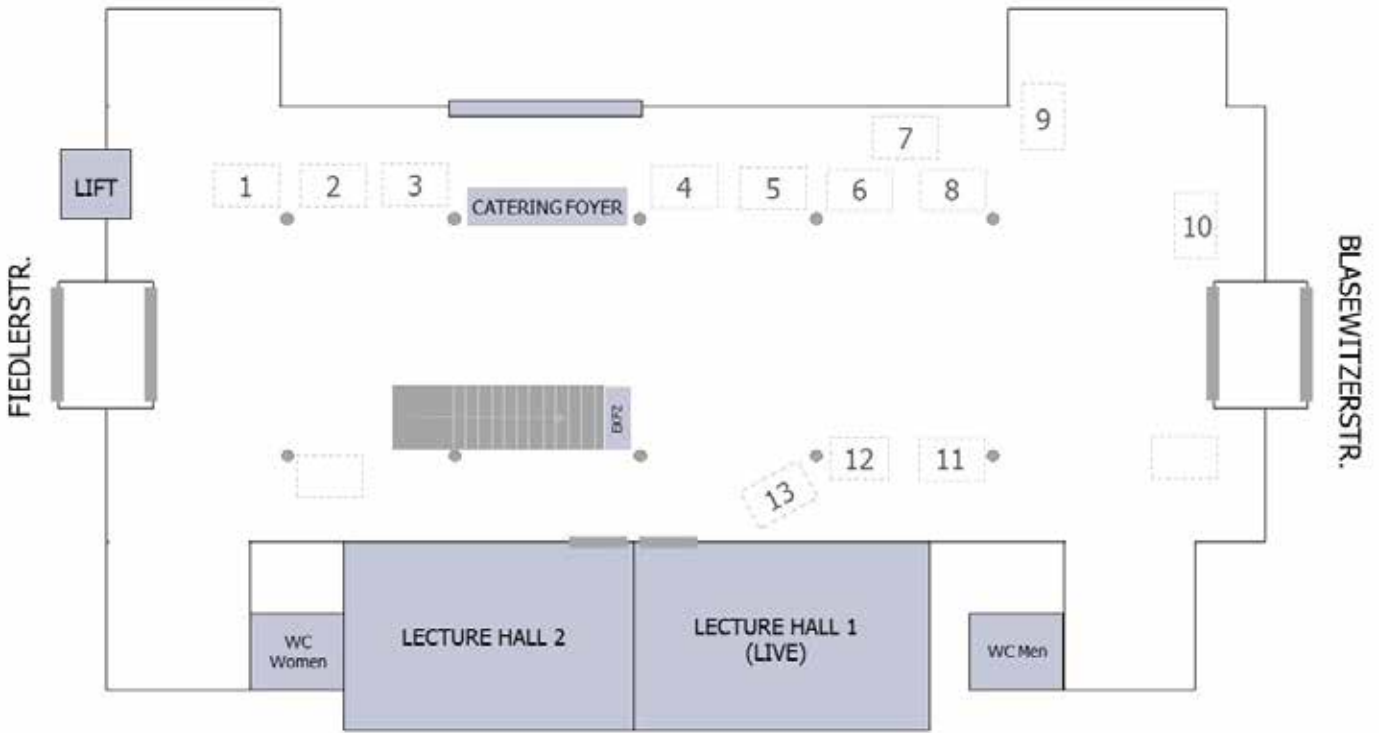 7
9
LIFT
1
2
3
CATERING FOYER
4
5
6
8
10
FIEDLERSTR.
BLASEWITZERSTR.
12
11
13
LECTURE HALL 2
LECTURE HALL 1
(LIVE)
WC
Women
WC Men